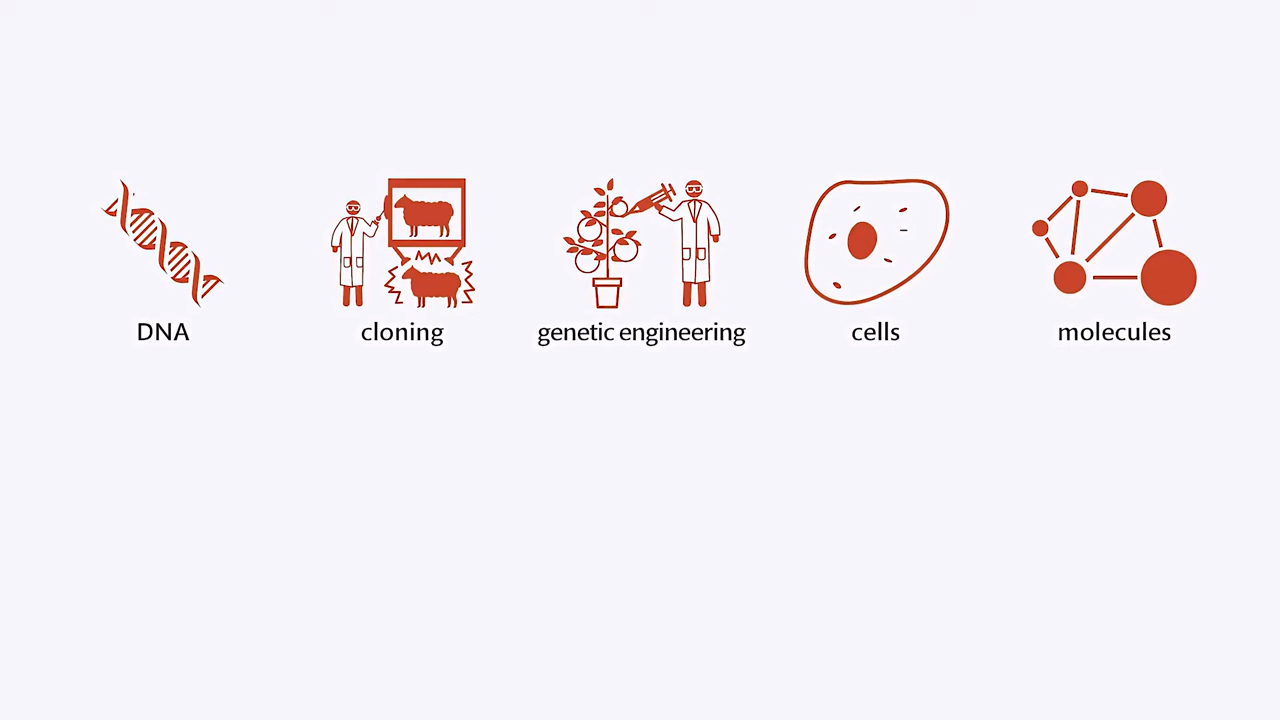 DNA
cloning
genetic engineering
cells
molecules